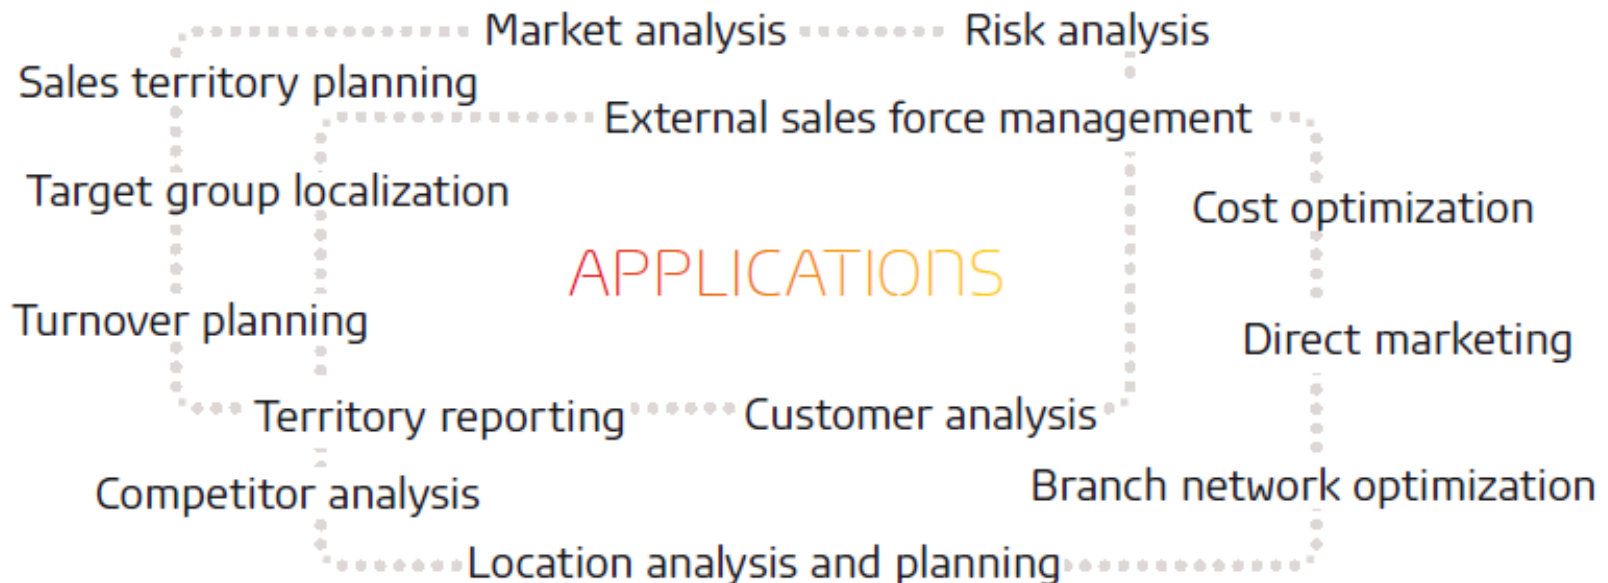 Market analysis
Risk analysis
Sales territory planning
External sales force management
Target group localization
Cost optimization
APPLICATIONS
Turnover planning
Direct marketing
Territory reporting
Customer analysis
Competitor analysis
Branch network optimization
Location analysis and planning